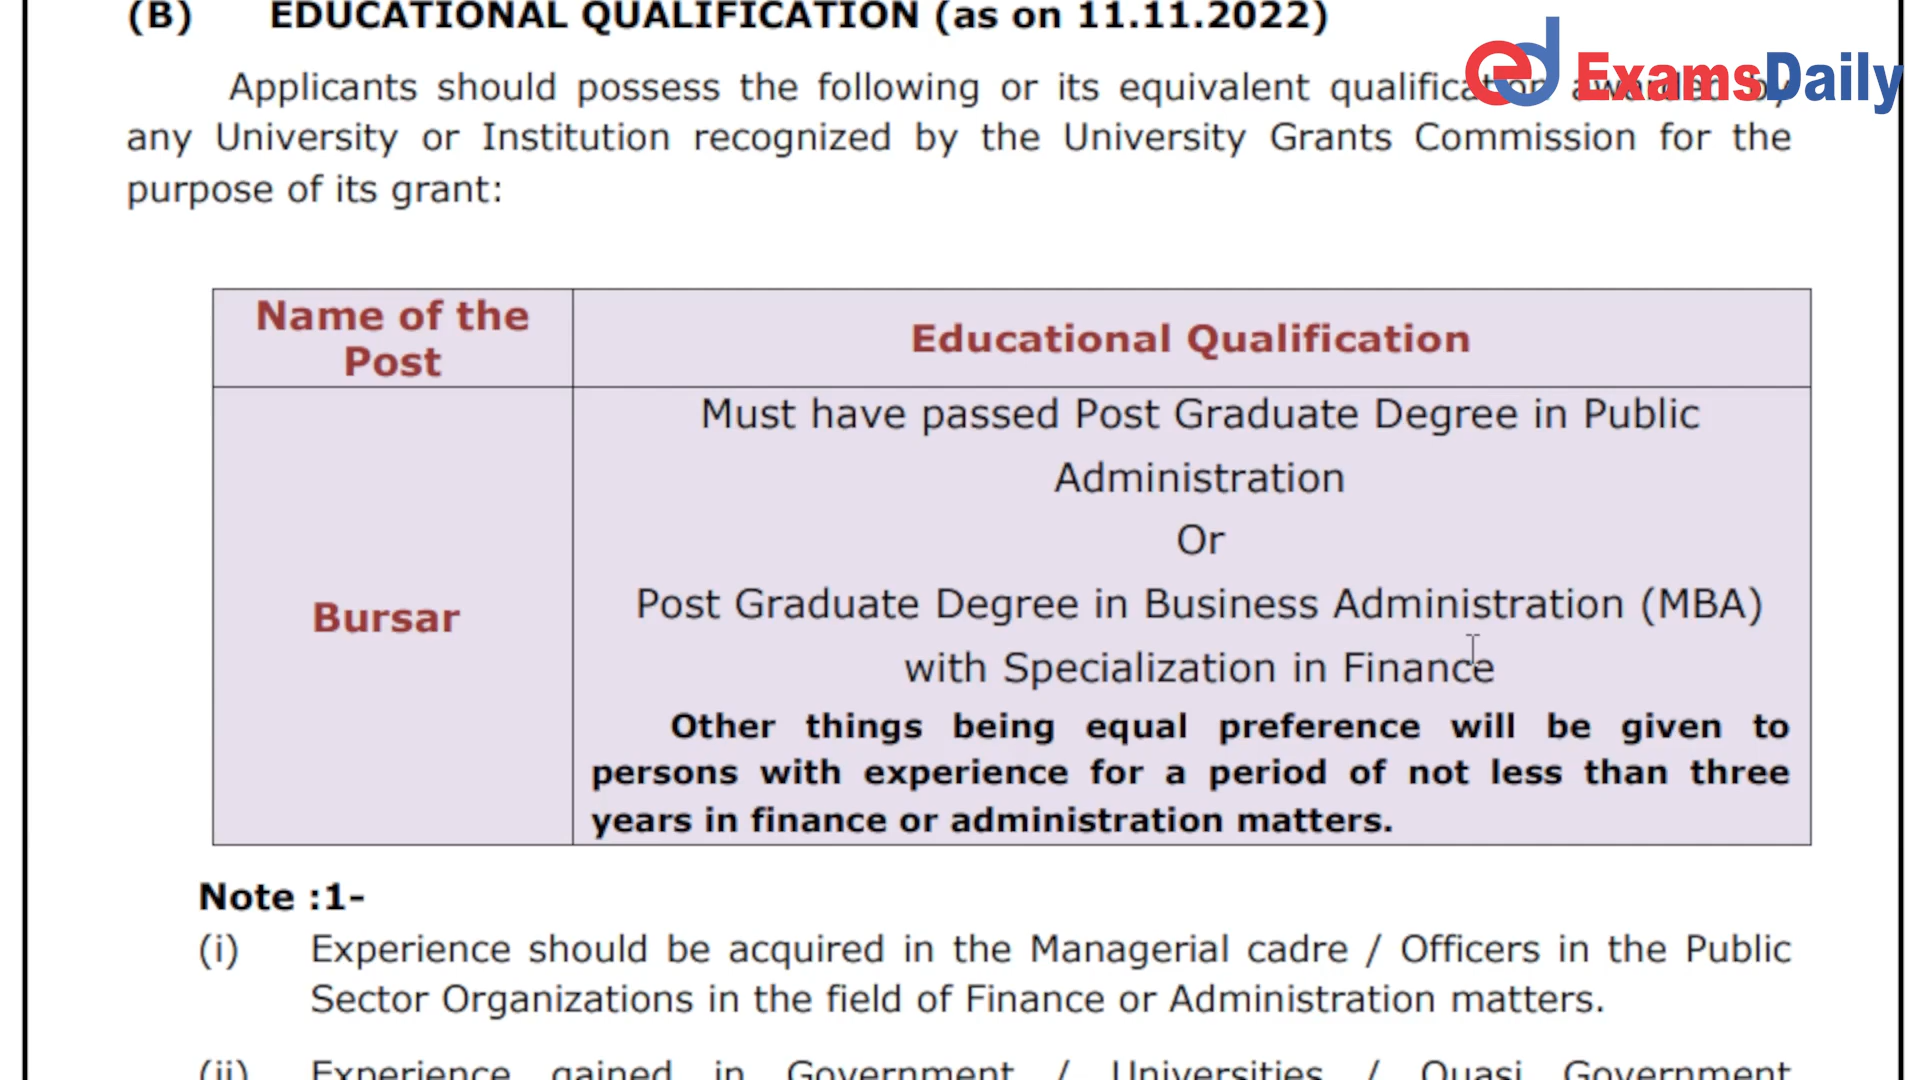 (B) EDUCATIONAL QUALIFICATION (as on 11.11.2022)
ExamsDaily
Applicants should possess the following or its equivalent qualification awarded by
any University or Institution recognized by the University Grants Commission for the
purpose of its grant:
Name of the
Post
Educational Qualification
Bursar
Must have passed Post Graduate Degree in Public
Administration
Or
Post Graduate Degree in Business Administration (MBA)
with Specialization in Finance
Other things being equal preference will be given to
persons with experience for a period of not less than three
years in finance or administration matters.
Note :1-
(i) Experience should be acquired in the Managerial cadre / Officers in the Public
Sector Organizations in the field of Finance or Administration matters.
(ii) Experience gained in Government / Universities / Quasi Government